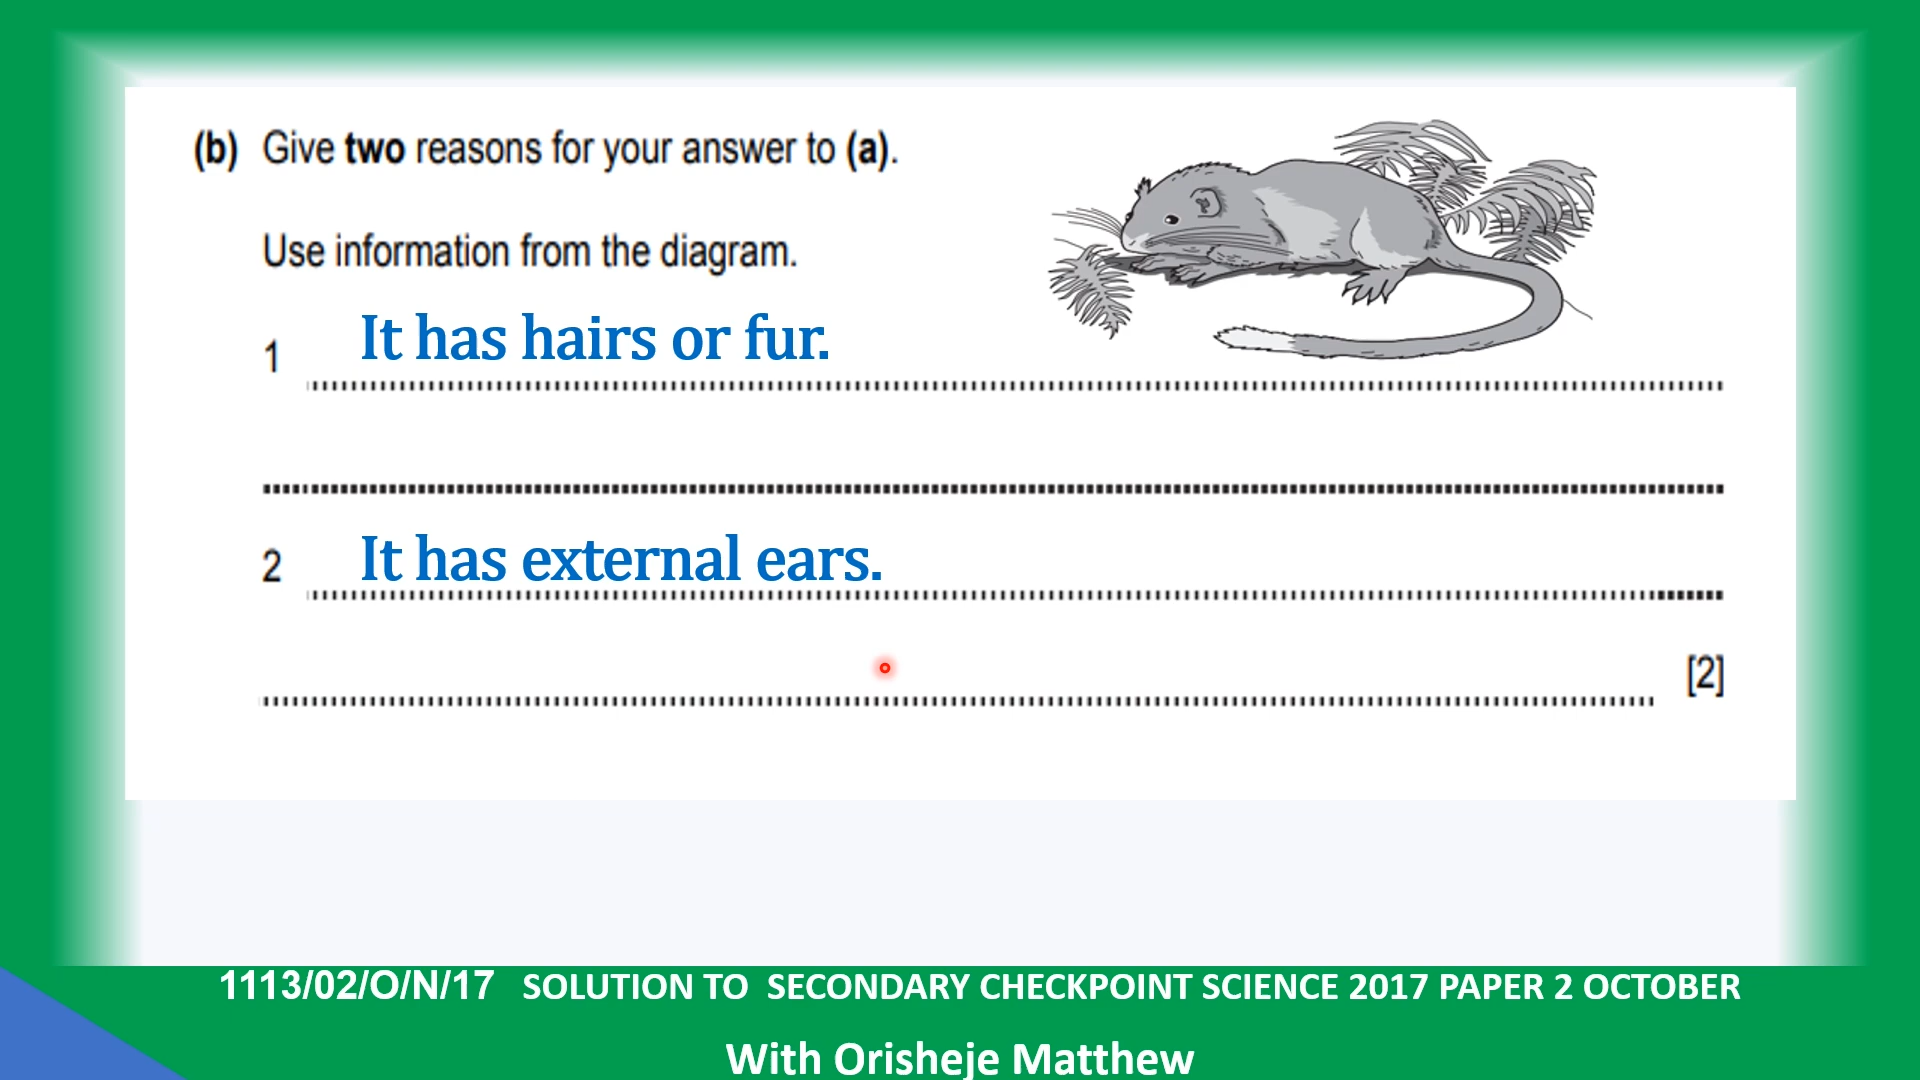 (b) Give two reasons for your answer to (a).
Use information from the diagram.
1 It has hairs or fur.
2 It has external ears.
[2]
1113/02/O/N/17 SOLUTION TO SECONDARY CHECKPOINT SCIENCE 2017 PAPER 2 OCTOBER
With Orisheje Matthew